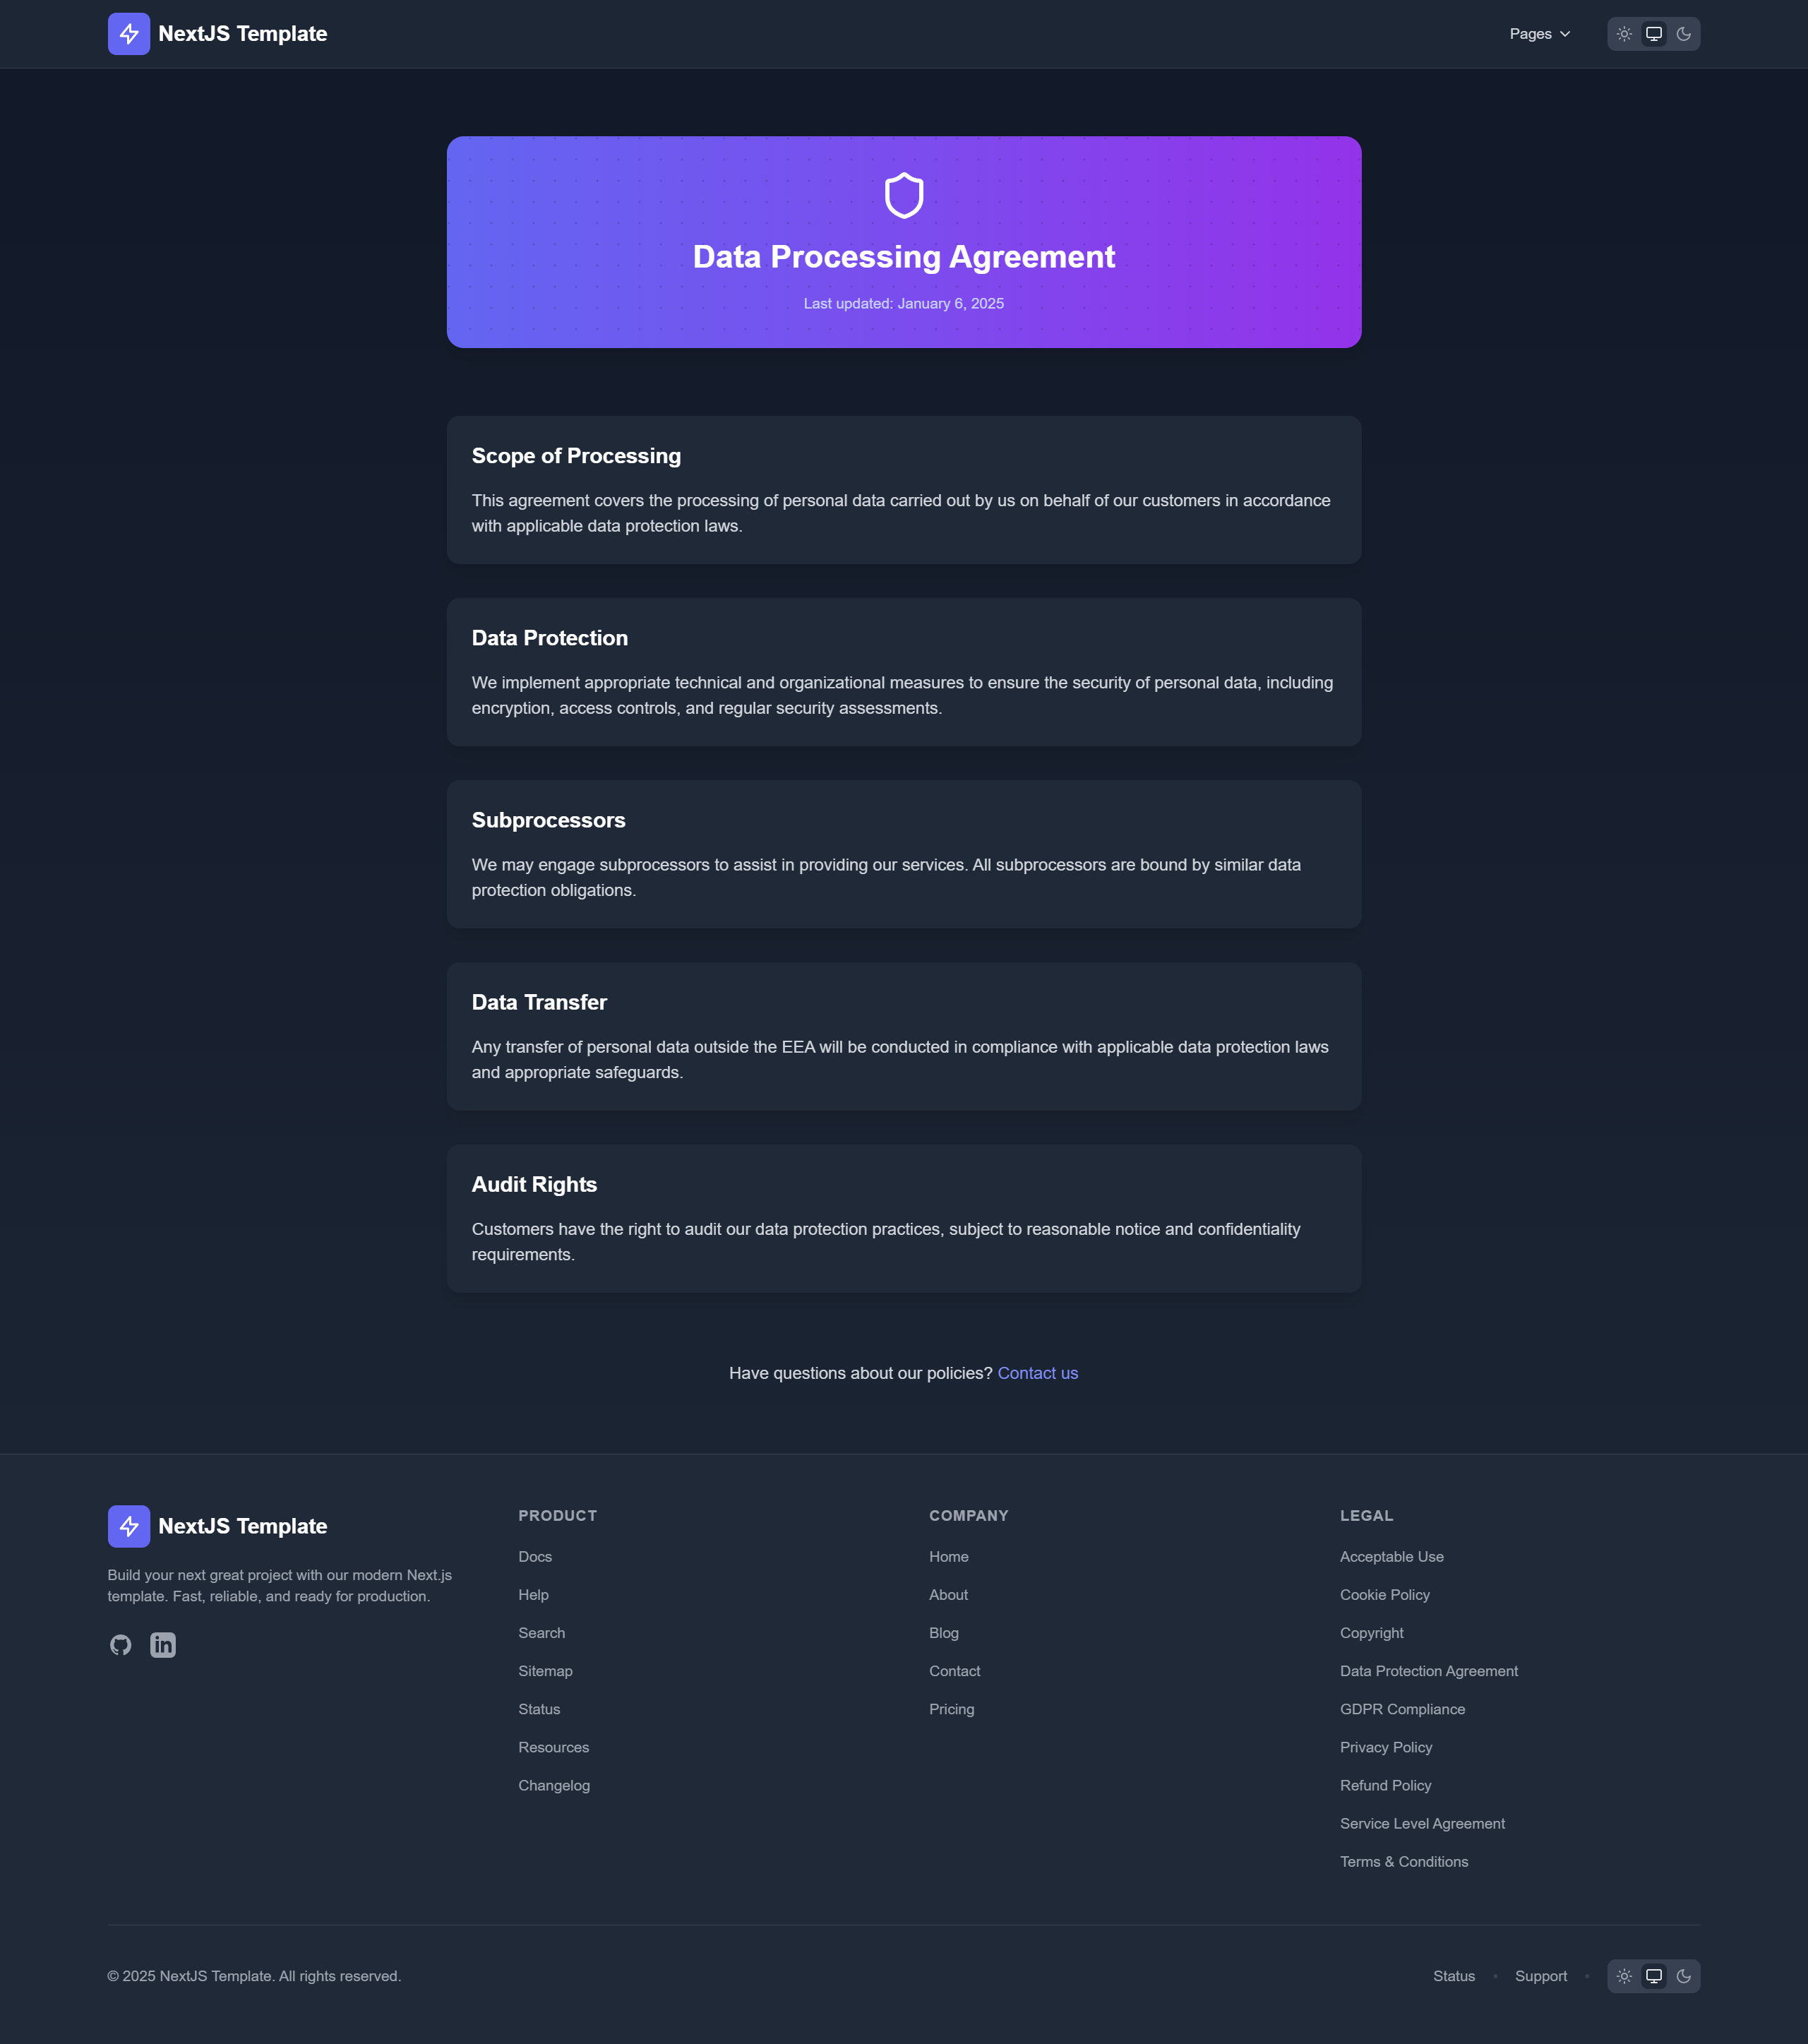 NextJS Template
Pages
Data Processing Agreement
Last updated: January 6, 2025
Scope of Processing
This agreement covers the processing of personal data carried out by us on behalf of our customers in accordance
with applicable data protection laws.
Data Protection
We implement appropriate technical and organizational measures to ensure the security of personal data, including
encryption, access controls, and regular security assessments.
Subprocessors
We may engage subprocessors to assist in providing our services. All subprocessors are bound by similar data
protection obligations.
Data Transfer
Any transfer of personal data outside the EEA will be conducted in compliance with applicable data protection laws
and appropriate safeguards.
Audit Rights
Customers have the right to audit our data protection practices, subject to reasonable notice and confidentiality
requirements.
Have questions about our policies? Contact us
NextJS Template
Build your next great project with our modern Next.js
template. Fast, reliable, and ready for production.
PRODUCT
Docs
Help
Search
Sitemap
Status
Resources
Changelog
COMPANY
Home
About
Blog
Contact
Pricing
LEGAL
Acceptable Use
Cookie Policy
Copyright
Data Protection Agreement
GDPR Compliance
Privacy Policy
Refund Policy
Service Level Agreement
Terms & Conditions
© 2025 NextJS Template. All rights reserved.
Status • Support •